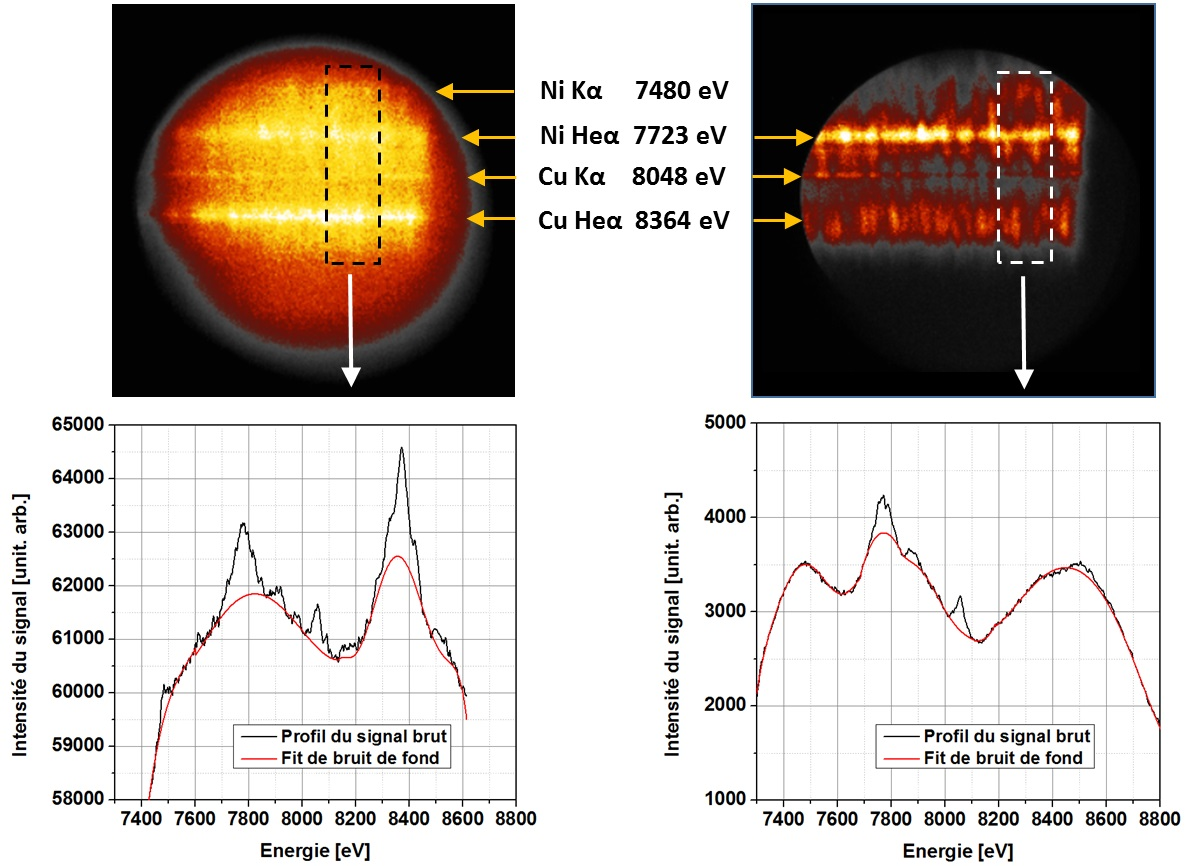 Ni Kα 7480 eV
Ni Heα 7723 eV
Cu Kα 8048 eV
Cu Heα 8364 eV
65000
64000
63000
62000
61000
60000
59000
58000
Intensité du signal [unit. arb.]
Profil du signal brut
Fit de bruit de fond
7400 7600 7800 8000 8200 8400 8600 8800
Energie [eV]
5000
4000
3000
2000
1000
Intensité du signal [unit. arb.]
Profil du signal brut
Fit de bruit de fond
7400 7600 7800 8000 8200 8400 8600 8800
Energie [eV]